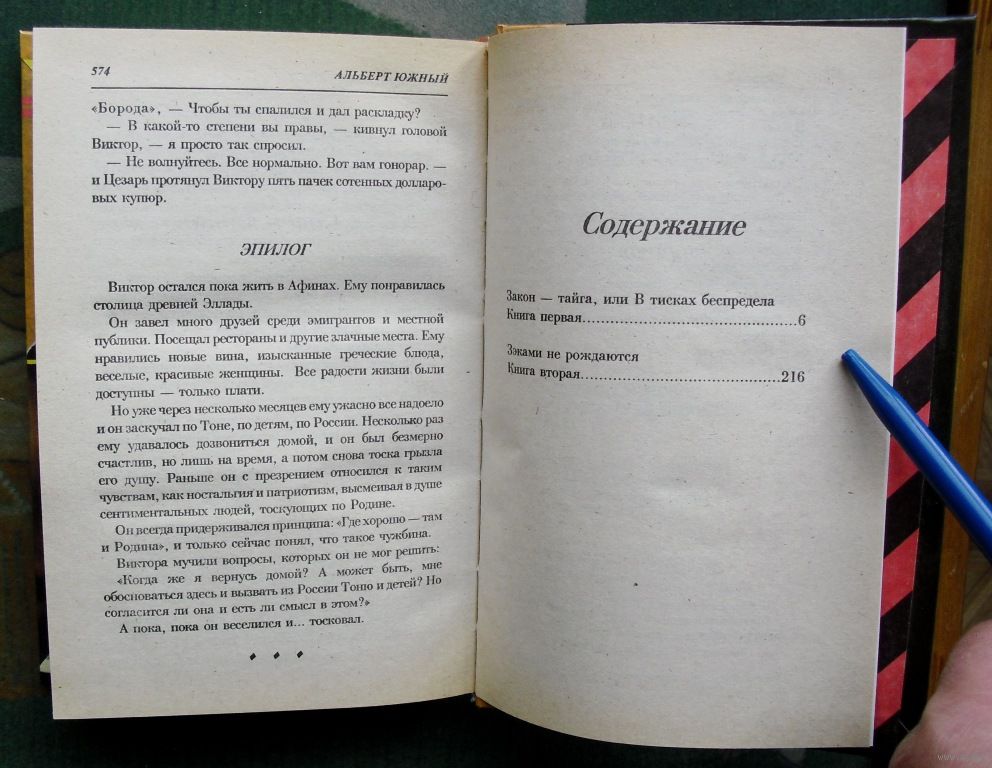 574
АЛЬБЕРТ ЮЖНЫЙ
«Борода», — Чтобы ты спалился и дал раскладку?
— В какой-то степени вы правы, — кивнул головой
Виктор, — я просто так спросил.
— Не волнуйтесь. Все нормально. Вот вам гонорар. —
и Цезарь протянул Виктору пять пачек сотенных долларо-
вых купюр.
ЭПИЛОГ
Виктор остался пока жить в Афинах. Ему понравилась
столица древней Эллады.
Он завел много друзей среди эмигрантов и местной
публики. Посещал рестораны и другие злачные места. Ему
нравились новые вина, изысканные греческие блюда,
веселые, красивые женщины. Все радости жизни были
доступны — только плати.
Но уже через несколько месяцев ему ужасно все надоело
и он заскучал по Тоне, по детям, по России. Несколько раз
ему удавалось дозвониться домой, и он был безмерно
счастлив, но лишь на время, а потом снова тоска грызла
его душу. Раньше он с презрением относился к таким
чувствам, как ностальгия и патриотизм, высмеивая в душе
сентиментальных людей, тоскующих по Родине.
Он всегда придерживался принципа: «Где хорошо — там
и Родина», и только сейчас понял, что такое чужбина.
Виктора мучили вопросы, которых он не мог решить:
«Когда же я вернусь домой? А может быть, мне
обосноваться здесь и вызвать из России Тоню и детей? Но
согласится ли она и есть ли смысл в этом?»
А пока, пока он веселился и... тосковал.
Содержание
Закон — тайга, или В тисках беспредела
Книга первая..............................................6
Зэками не рождаются
Книга вторая...........................................216